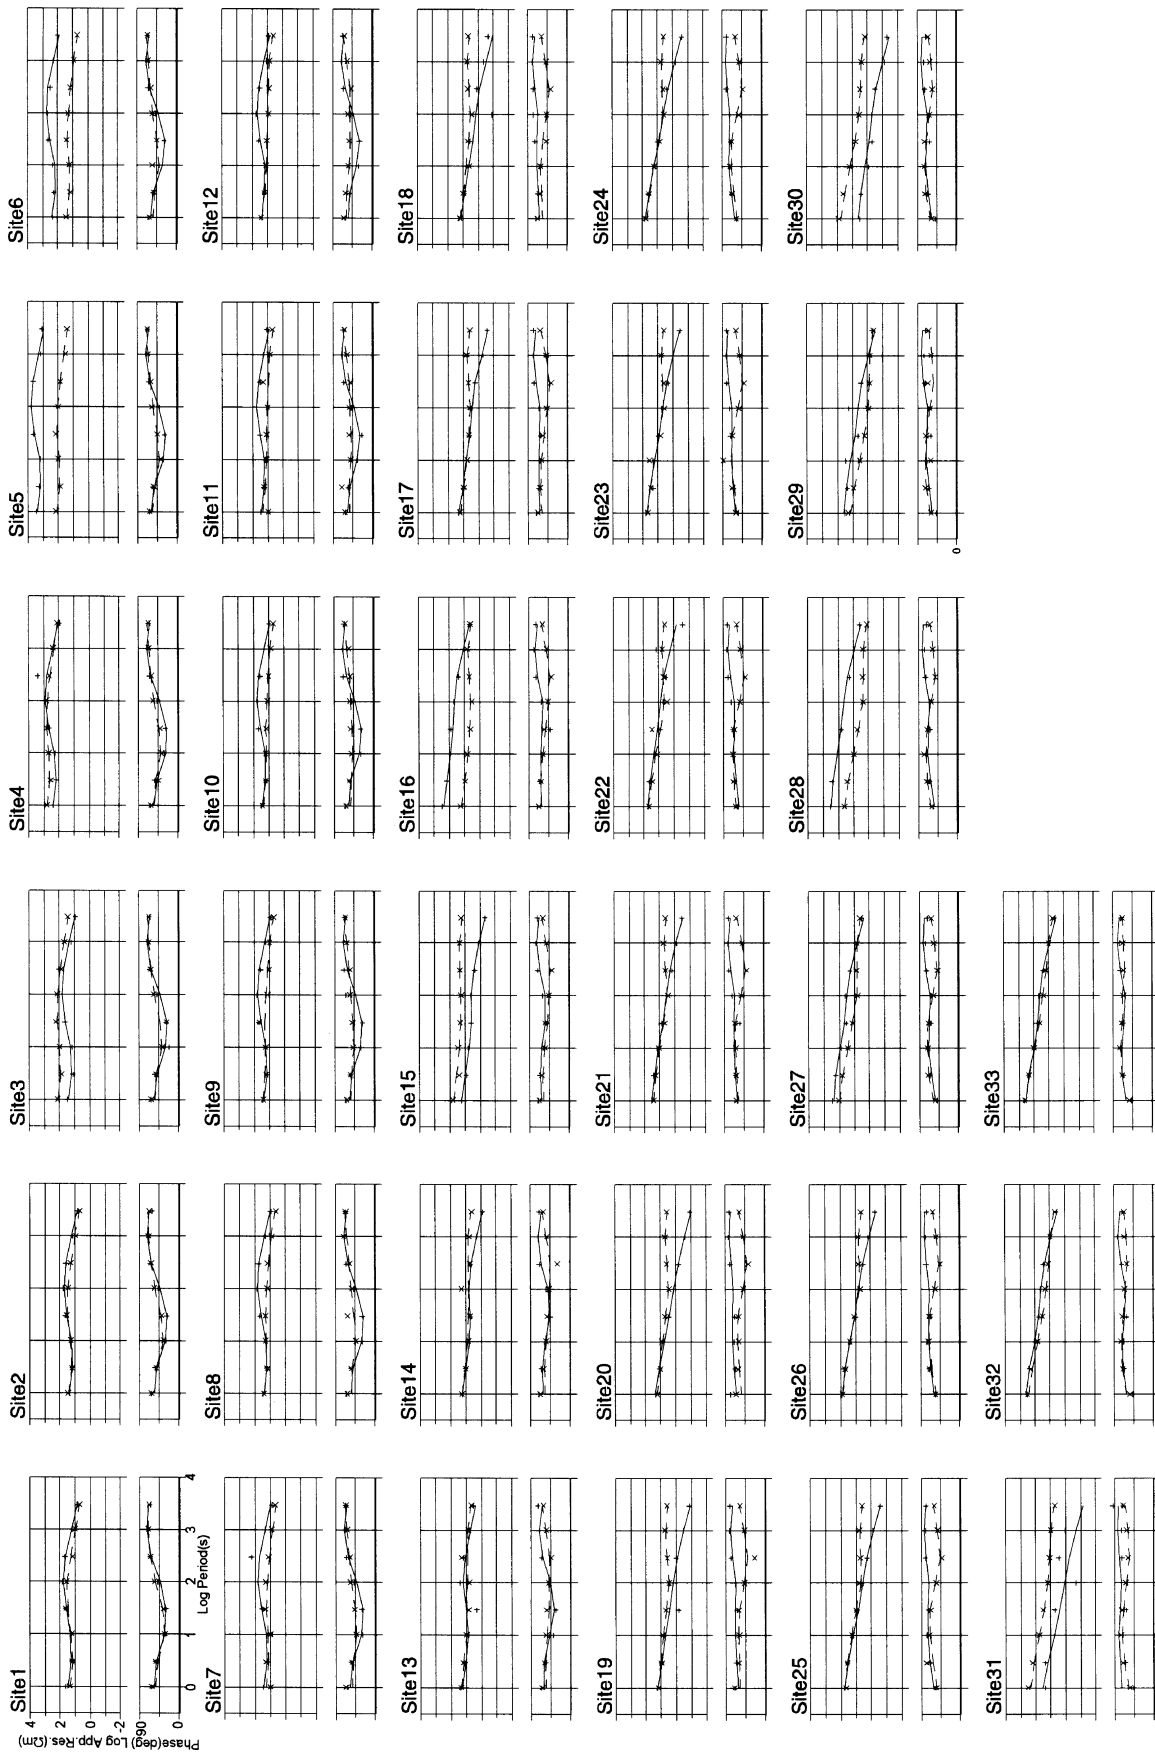 Site1
Site2
Site3
Site4
Site5
Site6
4
2
0
-2
Log App.Res.(Ωm)
90
0
Phase(deg)
0 1 2 3 4
Log Period(s)
Site7
Site8
Site9
Site10
Site11
Site12
Site13
Site14
Site15
Site16
Site17
Site18
Site19
Site20
Site21
Site22
Site23
Site24
Site25
Site26
Site27
Site28
Site29
Site30
0
Site31
Site32
Site33